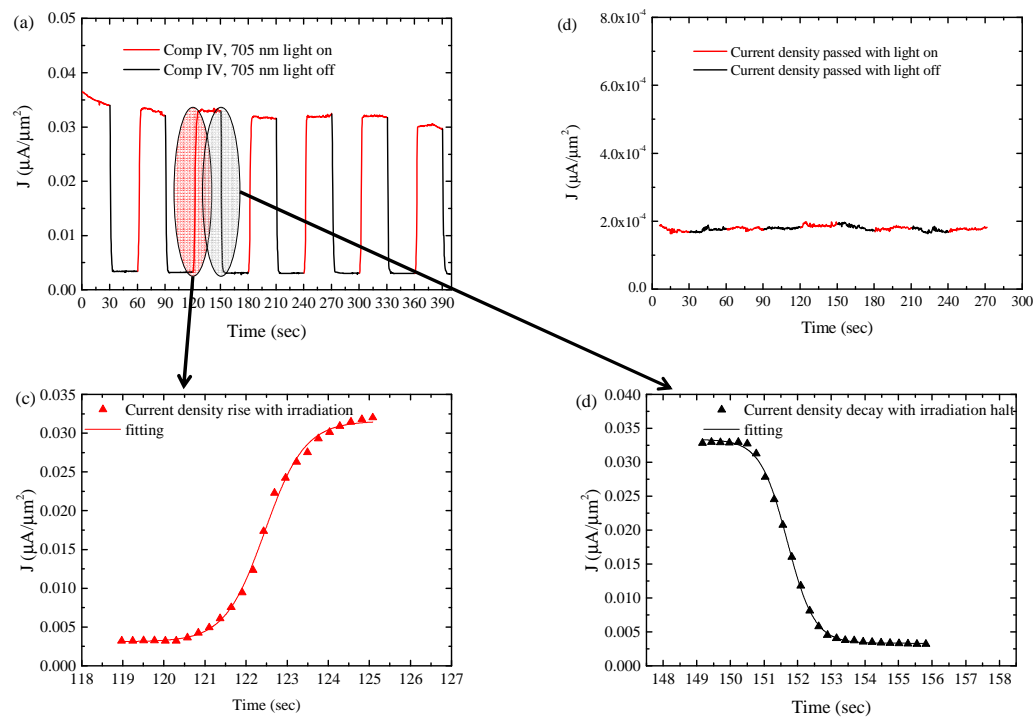 (a)
0.05
0.04
0.03
0.02
0.01
0.00
J (μA/μm²)
Comp IV, 705 nm light on
Comp IV, 705 nm light off
0 30 60 90 120 150 180 210 240 270 300 330 360 390
Time (sec)
(d)
8.0x10⁻⁴
6.0x10⁻⁴
4.0x10⁻⁴
2.0x10⁻⁴
0.0
J (μA/μm²)
Current density passed with light on
Current density passed with light off
0 30 60 90 120 150 180 210 240 270 300
Time (sec)
(c)
0.035
0.030
0.025
0.020
0.015
0.010
0.005
0.000
J (μA/μm²)
Current density rise with irradiation
fitting
118 119 120 121 122 123 124 125 126 127
Time (sec)
(d)
0.040
0.035
0.030
0.025
0.020
0.015
0.010
0.005
0.000
J (μA/μm²)
Current density decay with irradiation halt
fitting
148 149 150 151 152 153 154 155 156 157 158
Time (sec)